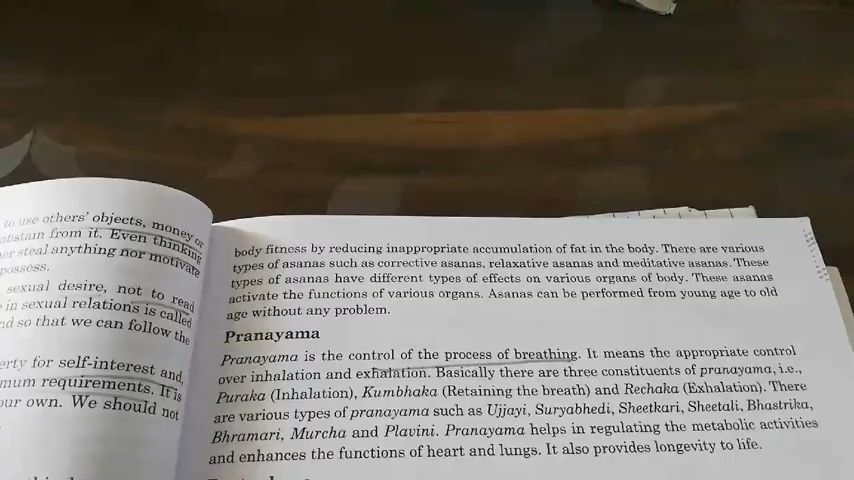 to use others' objects, money or
abstain from it. Even thinking
steal anything nor motivate
possess.
sexual desire, not to read
in sexual relations is called
so that we can follow the
for self-interest and,
requirements. It is
our own. We should not
body fitness by reducing inappropriate accumulation of fat in the body. There are various
types of asanas such as corrective asanas, relaxative asanas and meditative asanas. These
types of asanas have different types of effects on various organs of body. These asanas
activate the functions of various organs. Asanas can be performed from young age to old
age without any problem.
Pranayama
Pranayama is the control of the process of breathing. It means the appropriate control
over inhalation and exhalation. Basically there are three constituents of pranayama, i.e.,
Puraka (Inhalation), Kumbhaka (Retaining the breath) and Rechaka (Exhalation). There
are various types of pranayama such as Ujjayi, Suryabhedi, Sheetkari, Sheetali, Bhastrika,
Bhramari, Murcha and Plavini. Pranayama helps in regulating the metabolic activities
and enhances the functions of heart and lungs. It also provides longevity to life.